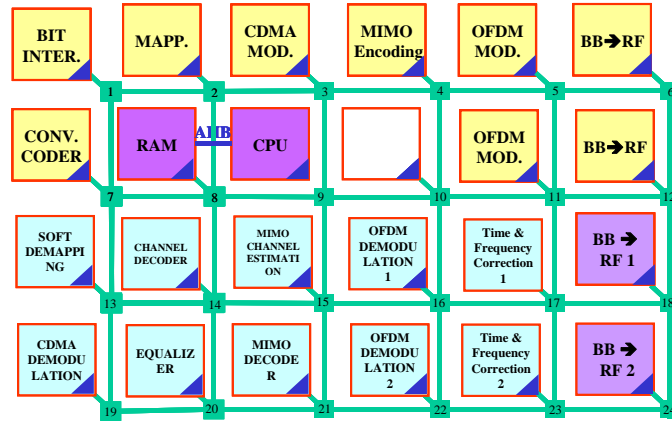 BIT
INTER.
MAPP.
CDMA
MOD.
MIMO
Encoding
OFDM
MOD.
BB➔RF
1
2
3
4
5
6
CONV.
CODER
RAM
AHB
CPU
OFDM
MOD.
BB➔RF
7
8
9
10
11
12
SOFT
DEMAPPI
NG
CHANNEL
DECODER
MIMO
CHANNEL
ESTIMATI
ON
OFDM
DEMODU
LATION
1
Time &
Frequency
Correction
1
BB ➔
RF 1
13
14
15
16
17
18
CDMA
DEMODU
LATION
EQUALIZ
ER
MIMO
DECODE
R
OFDM
DEMODU
LATION
2
Time &
Frequency
Correction
2
BB ➔
RF 2
19
20
21
22
23
24